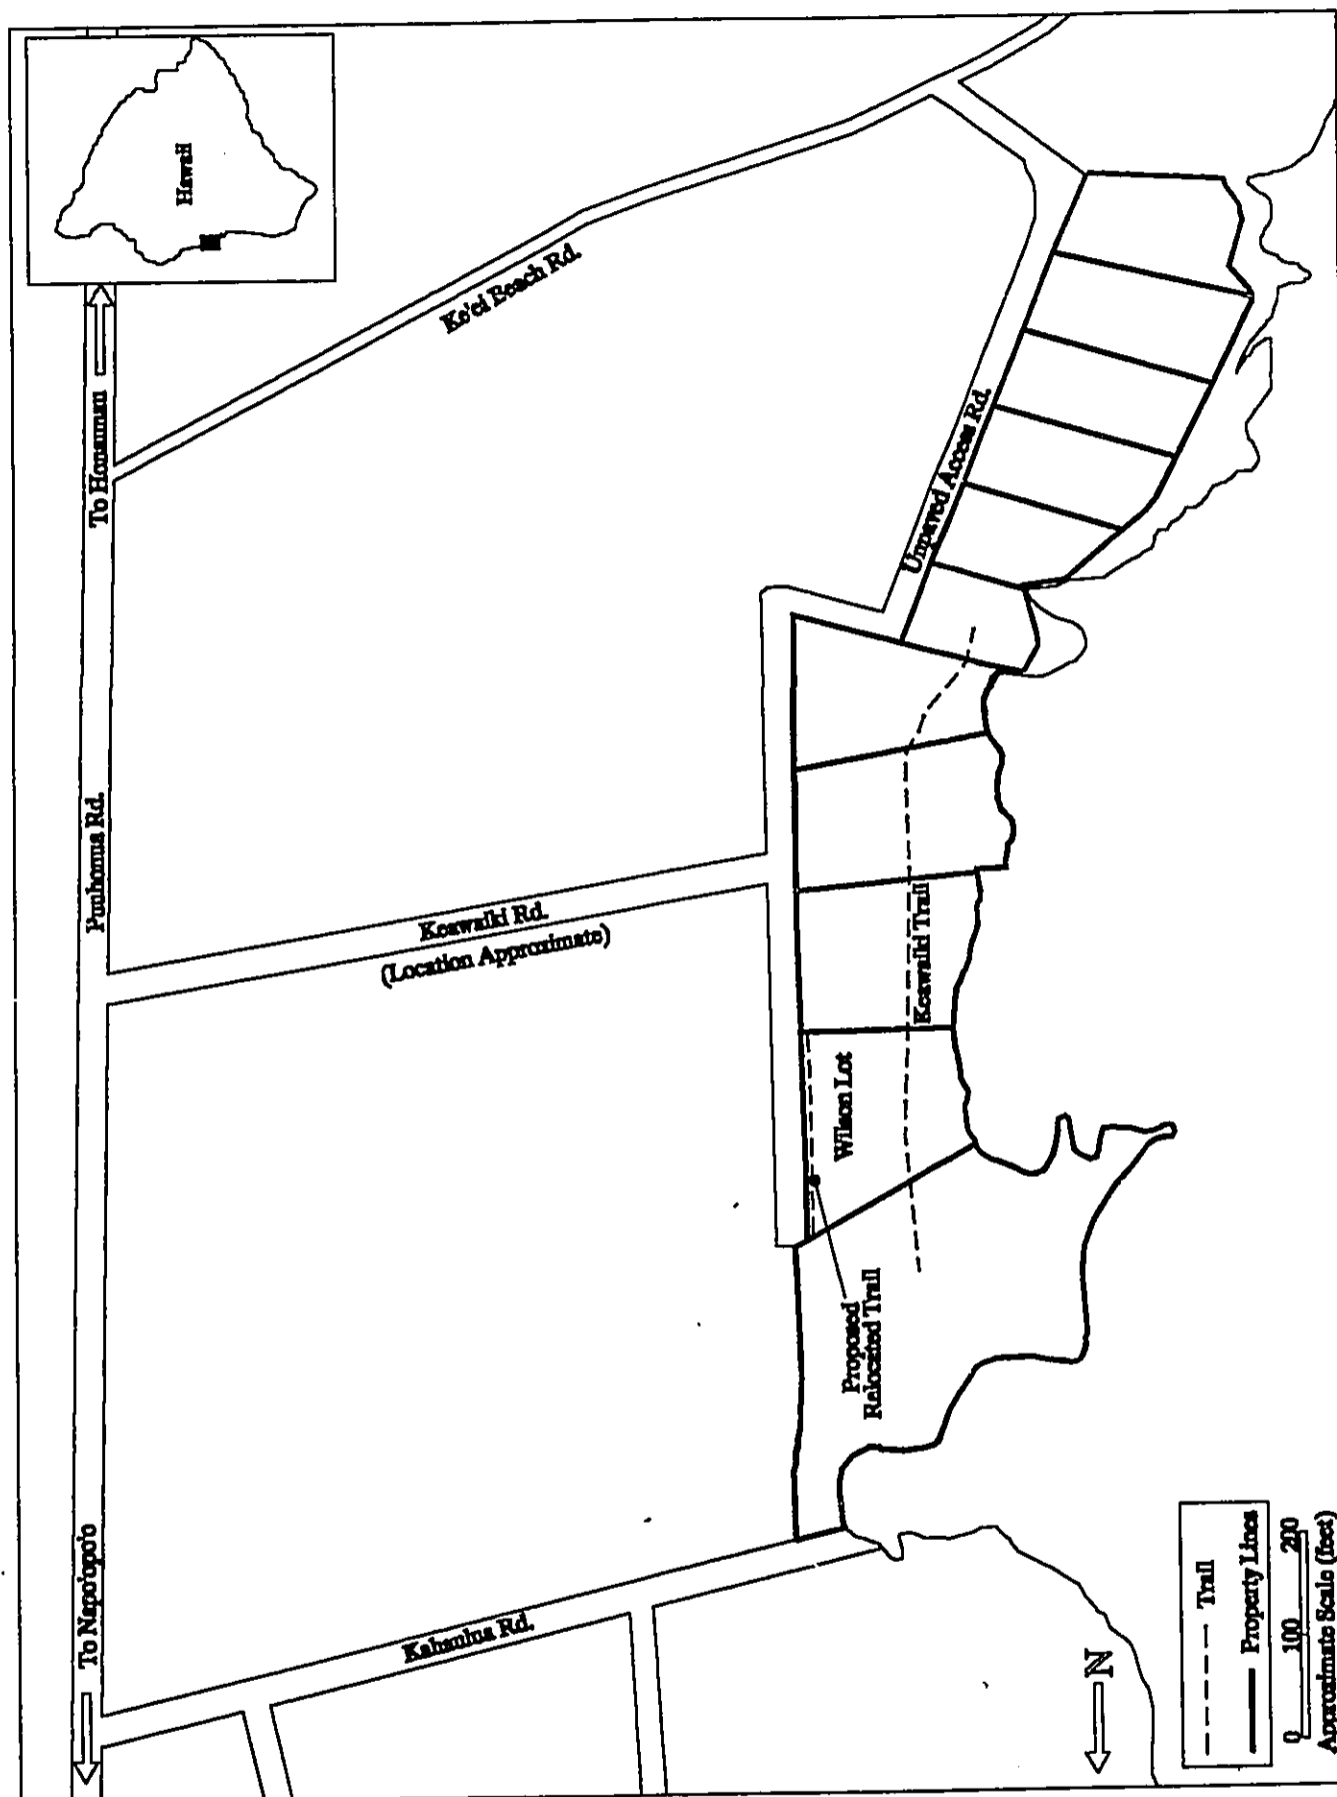 Hawaii
To Honaunau
Puuhonua Rd.
To Napo'opo'o
Ke'ei Beach Rd.
Keawaiki Rd.
(Location Approximate)
Kahauloa Rd.
Unpaved Access Rd.
Keawaiki Trail
Wilson Lot
Proposed
Relocated Trail
N
Trail
Property Lines
0 100 200
Approximate Scale (feet)